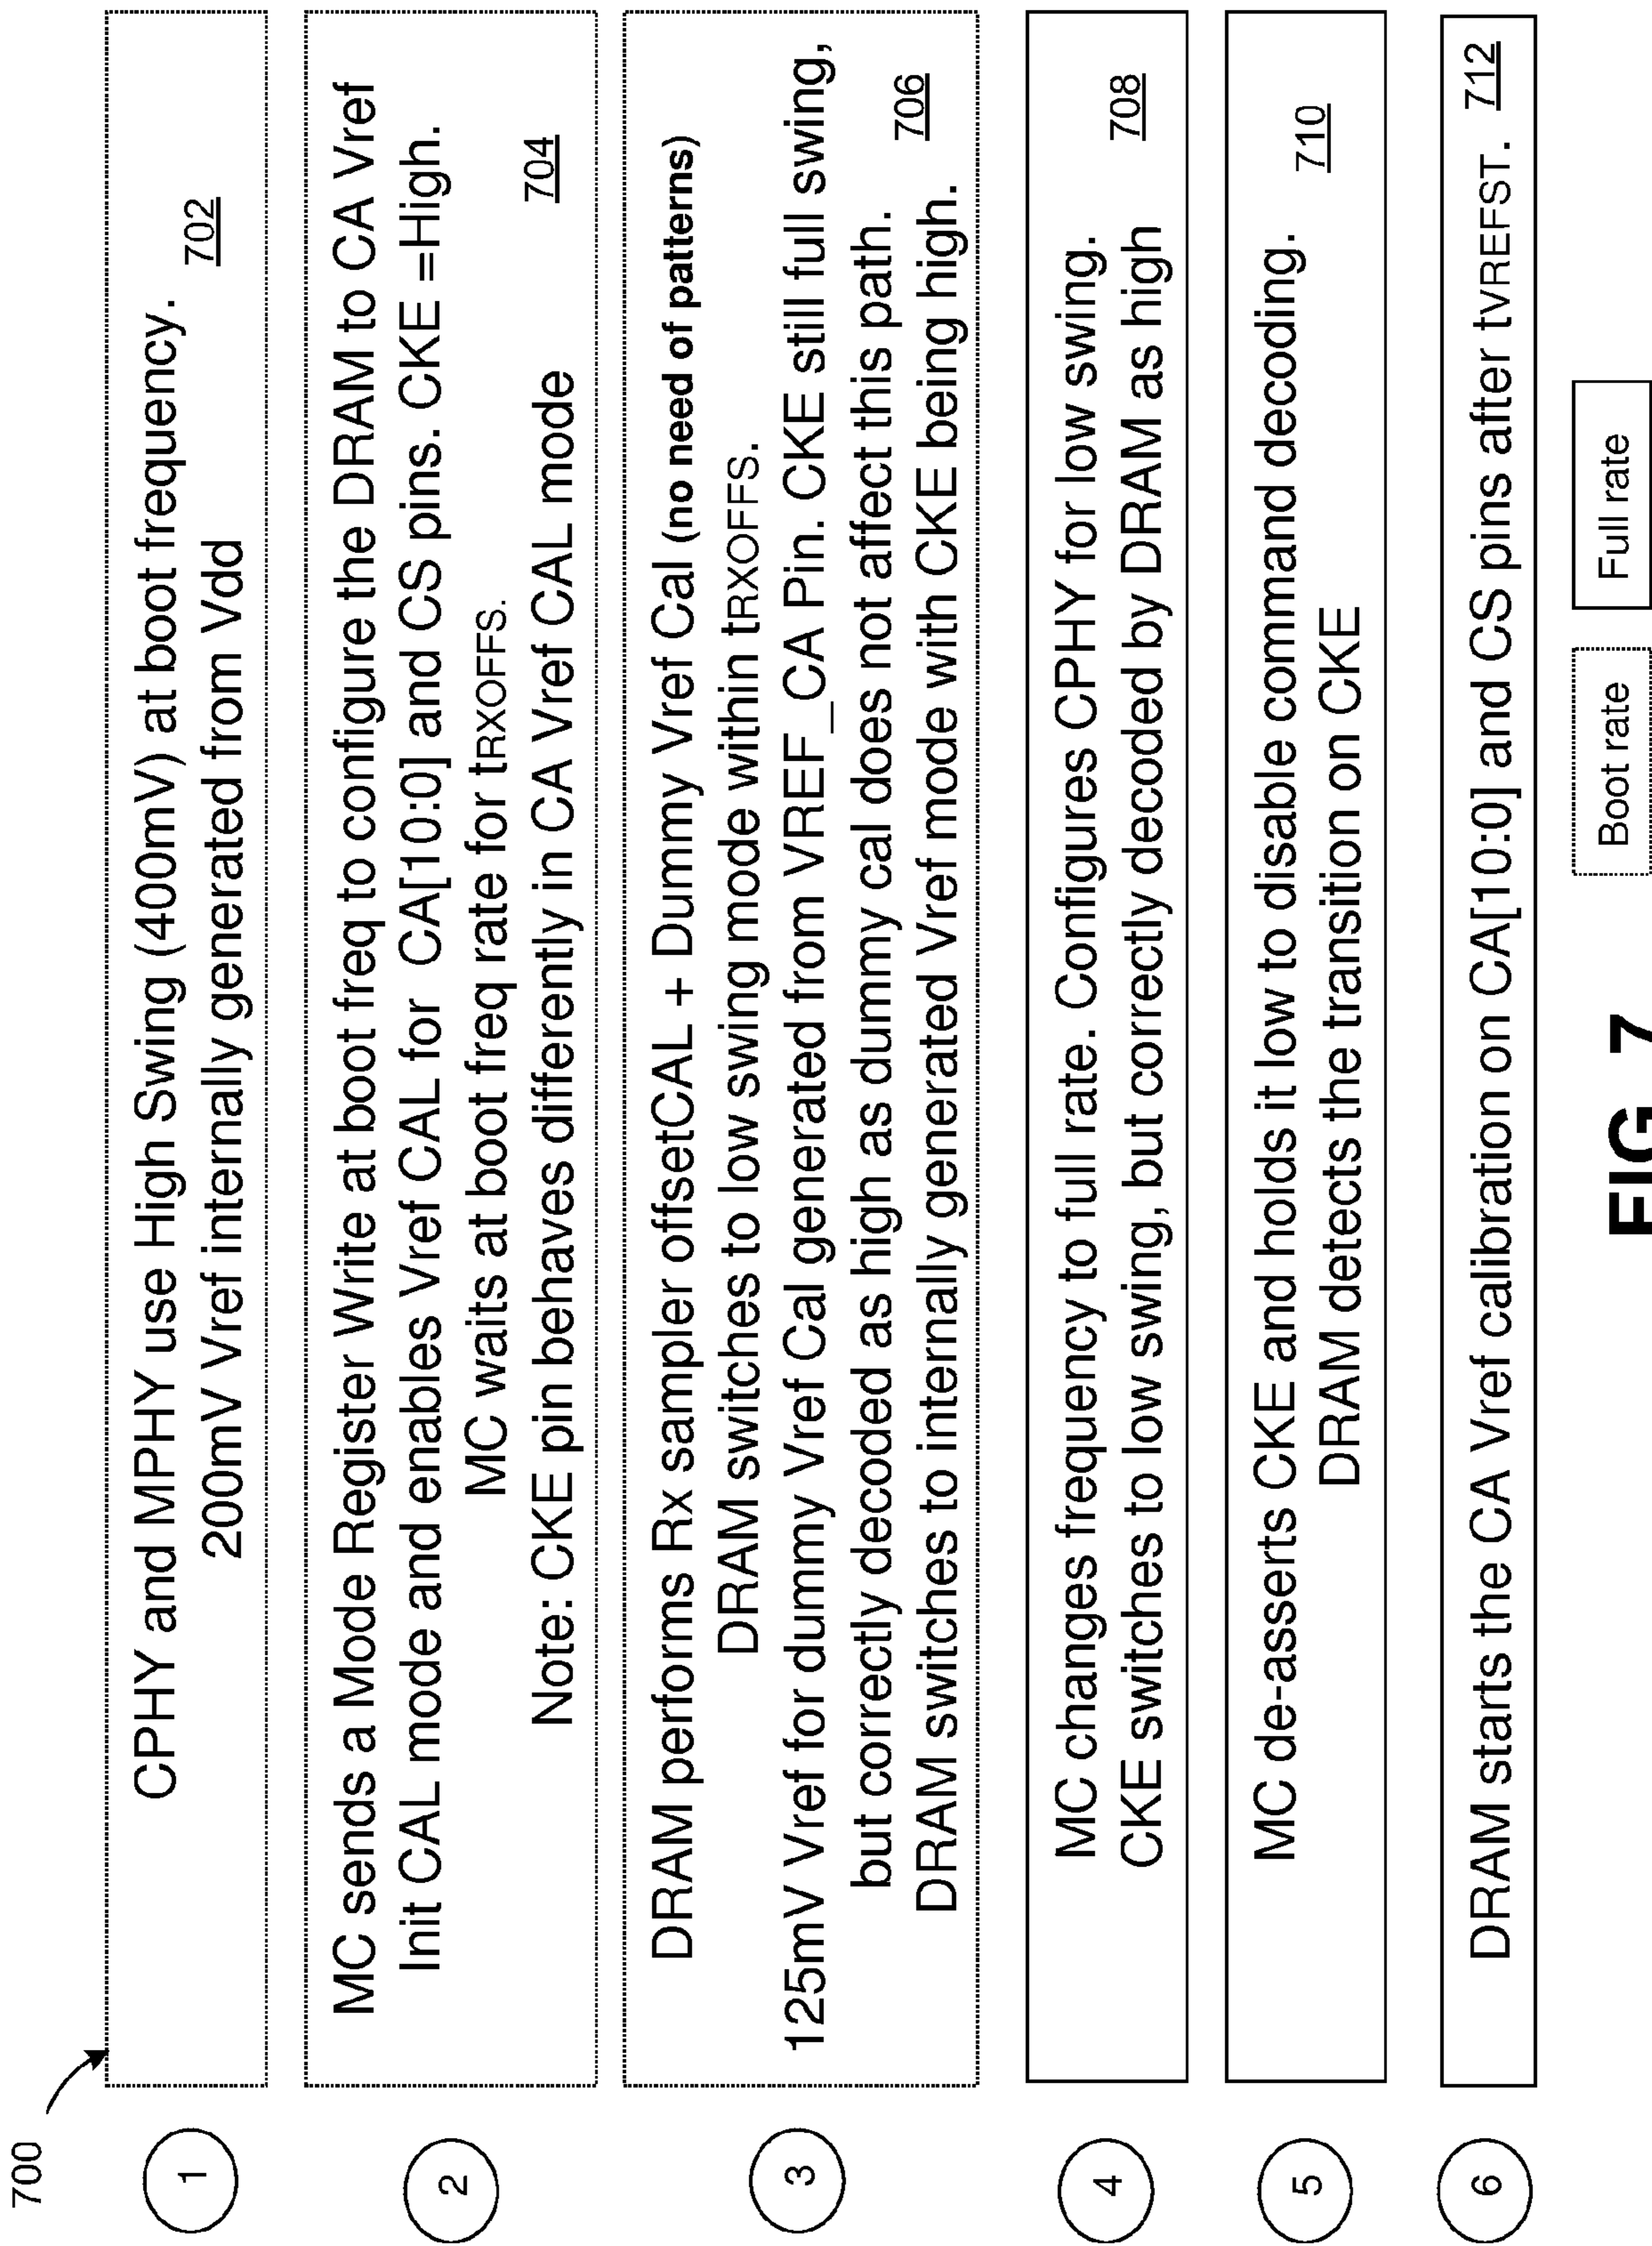 700
1
CPHY and MPHY use High Swing (400mV) at boot frequency.
200mV Vref internally generated from Vdd
702
2
MC sends a Mode Register Write at boot freq to configure the DRAM to CA Vref
Init CAL mode and enables Vref CAL for CA[10:0] and CS pins. CKE =High.
MC waits at boot freq rate for tRXOFFS.
Note: CKE pin behaves differently in CA Vref CAL mode
704
3
DRAM performs Rx sampler offsetCAL + Dummy Vref Cal (no need of patterns)
DRAM switches to low swing mode within tRXOFFS.
125mV Vref for dummy Vref Cal generated from VREF_CA Pin. CKE still full swing,
but correctly decoded as high as dummy cal does not affect this path.
DRAM switches to internally generated Vref mode with CKE being high.
706
4
MC changes frequency to full rate. Configures CPHY for low swing.
CKE switches to low swing, but correctly decoded by DRAM as high
708
5
MC de-asserts CKE and holds it low to disable command decoding.
DRAM detects the transition on CKE
710
6
DRAM starts the CA Vref calibration on CA[10:0] and CS pins after tVREFST.
712
Boot rate
Full rate
FIG 7